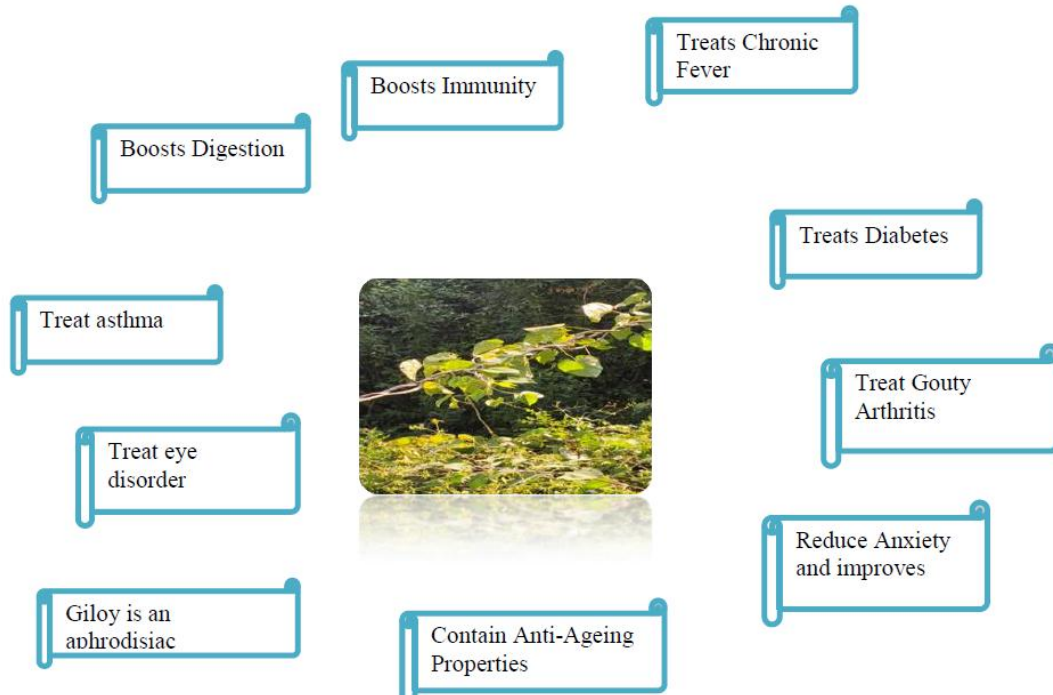 Treats Chronic
Fever
Boosts Immunity
Boosts Digestion
Treats Diabetes
Treat asthma
Treat Gouty
Arthritis
Treat eye
disorder
Reduce Anxiety
and improves
Giloy is an
aphrodisiac
Contain Anti-Ageing
Properties